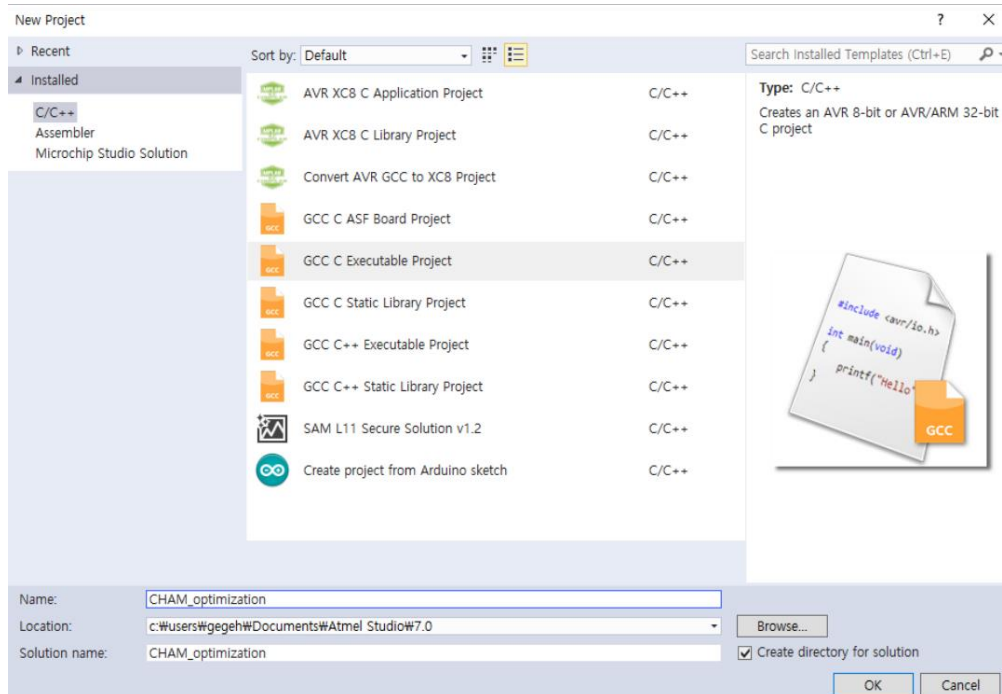 New Project
?
Recent
Installed
C/C++
Assembler
Microchip Studio Solution
Sort by: Default
Search Installed Templates (Ctrl+E)
AVR XC8 C Application Project C/C++
AVR XC8 C Library Project C/C++
Convert AVR GCC to XC8 Project C/C++
GCC GCC C ASF Board Project C/C++
GCC GCC C Executable Project C/C++
GCC GCC C Static Library Project C/C++
GCC GCC C++ Executable Project C/C++
GCC GCC C++ Static Library Project C/C++
SAM L11 Secure Solution v1.2 C/C++
Create project from Arduino sketch C/C++
Type: C/C++
Creates an AVR 8-bit or AVR/ARM 32-bit
C project
#include <avr/io.h>
int main(void)
{
printf("Hello"
}
GCC
Name: CHAM_optimization
Location: c:₩users₩gegeh₩Documents₩Atmel Studio₩7.0
Browse...
Solution name: CHAM_optimization
Create directory for solution
OK Cancel